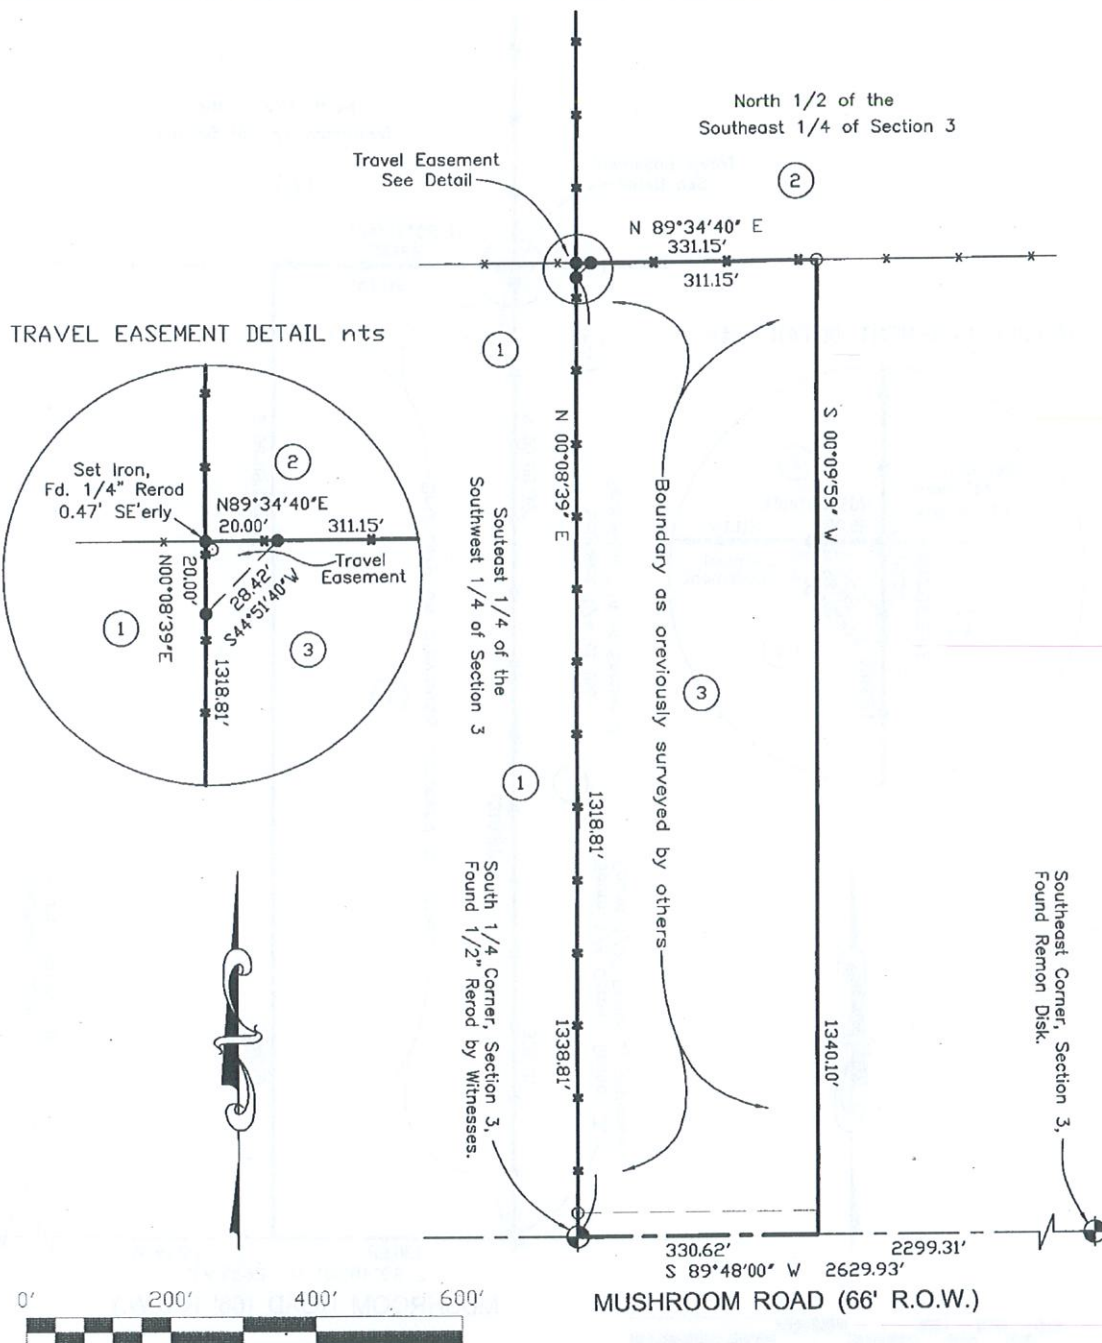 North 1/2 of the
Southeast 1/4 of Section 3
Travel Easement
See Detail
2
N 89°34'40" E
331.15'
311.15'
TRAVEL EASEMENT DETAIL nts
1
2
Set Iron,
Fd. 1/4" Rerod
0.47' SE'erly
N89°34'40"E
20.00'
311.15'
Travel
Easement
20.00'
N00°08'39"E
28.42'
S44°51'40"W
1
3
1318.81'
N 00°08'39" E
S 00°09'59" W
Souteast 1/4 of the
Southwest 1/4 of Section 3
Boundary as oreviously surveyed by others
3
1
1318.81'
South 1/4 Corner, Section 3,
Found 1/2" Rerod by Witnesses.
1338.81'
1340.10'
Southeast Corner, Section 3,
Found Remon Disk.
330.62'
2299.31'
S 89°48'00" W 2629.93'
MUSHROOM ROAD (66' R.O.W.)
0' 200' 400' 600'